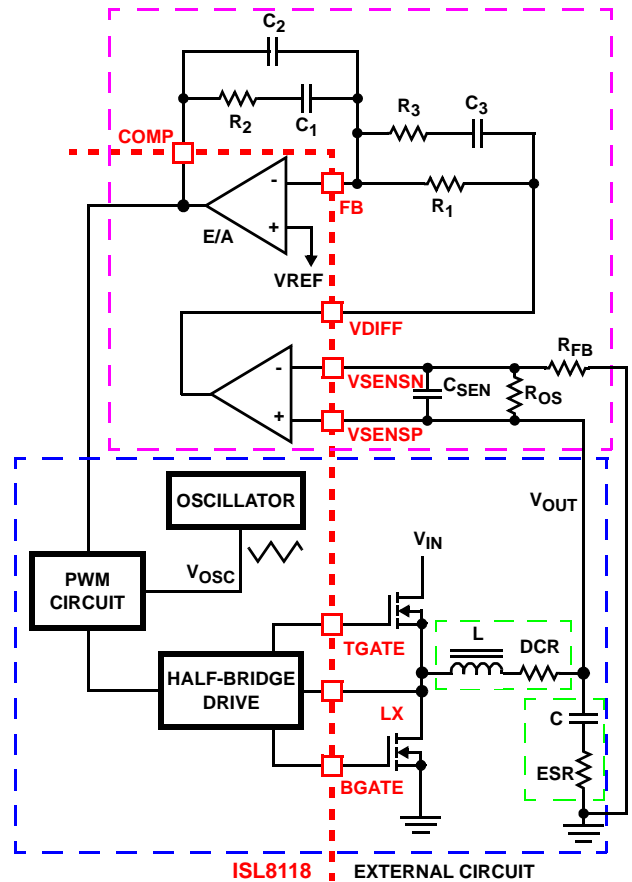 C2
R2
C1
R3
C3
COMP
-
+
E/A
FB
R1
VREF
VDIFF
RFB
-
+
VSENSN
CSEN
ROS
VSENSP
OSCILLATOR
VOUT
VIN
PWM
CIRCUIT
VOSC
L
DCR
TGATE
HALF-BRIDGE
DRIVE
LX
C
ESR
BGATE
ISL8118
EXTERNAL CIRCUIT